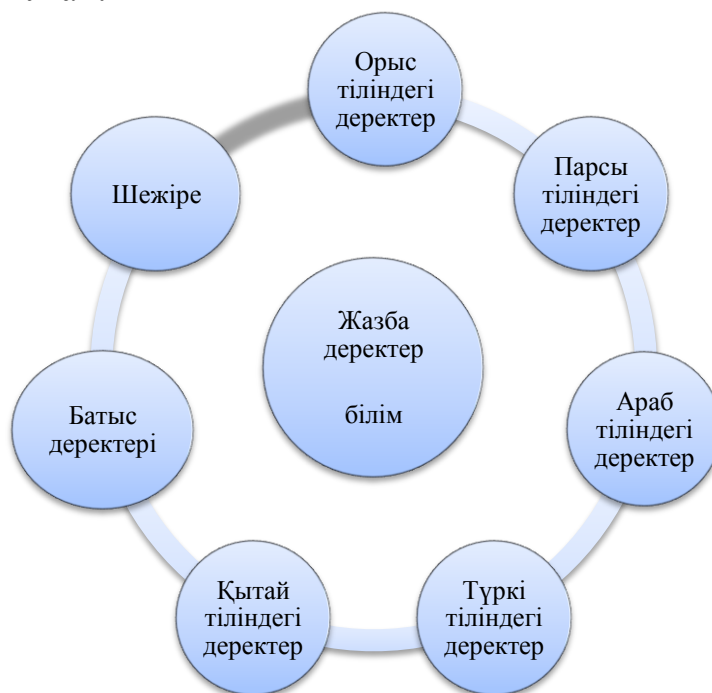 Орыс
тіліндегі
деректер
Парсы
тіліндегі
деректер
Шежіре
Жазба
деректер
білім
Араб
тіліндегі
деректер
Батыс
деректері
Қытай
тіліндегі
деректер
Түркі
тіліндегі
деректер